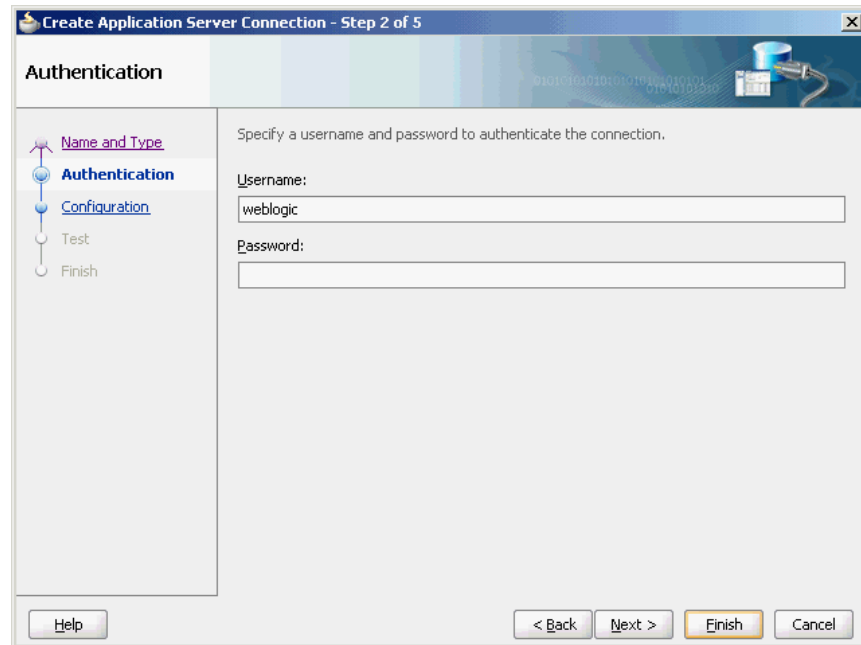 Create Application Server Connection - Step 2 of 5
Authentication
Name and Type
Authentication
Configuration
Test
Finish
Specify a username and password to authenticate the connection.
Username:
weblogic
Password:
Help
< Back
Next >
Finish
Cancel